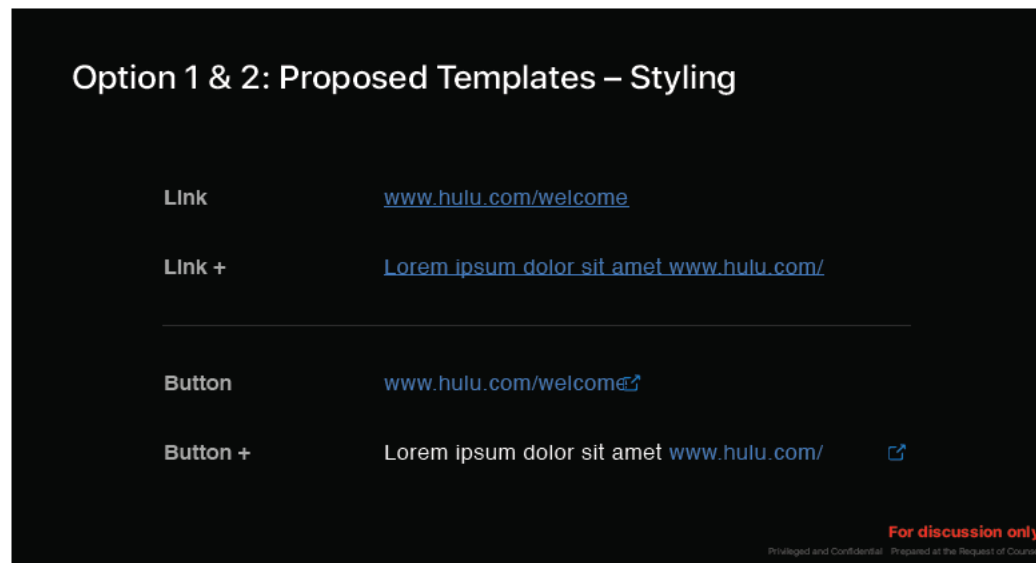 Option 1 & 2: Proposed Templates – Styling
Link www.hulu.com/welcome
Link + Lorem ipsum dolor sit amet www.hulu.com/
Button www.hulu.com/welcome
Button + Lorem ipsum dolor sit amet www.hulu.com/
For discussion only
Privileged and Confidential Prepared at the Request of